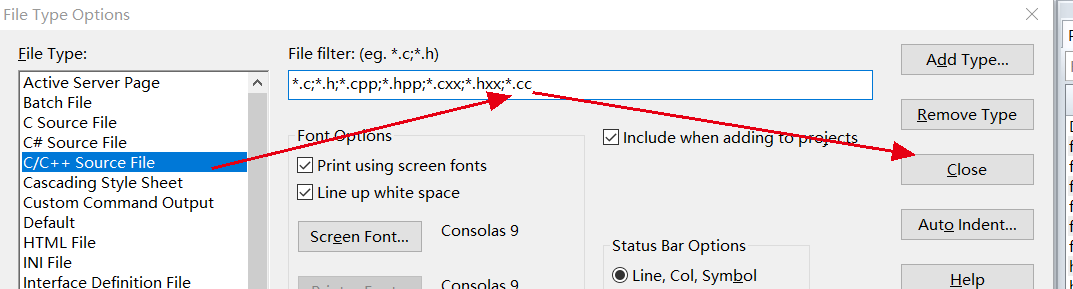 File Type Options
File Type:
Active Server Page
Batch File
C Source File
C# Source File
C/C++ Source File
Cascading Style Sheet
Custom Command Output
Default
HTML File
INI File
Interface Definition File
File filter: (eg. *.c;*.h)
*.c;*.h;*.cpp;*.hpp;*.cxx;*.hxx;*.cc
Font Options
Print using screen fonts
Line up white space
Screen Font...
Consolas 9
Consolas 9
Include when adding to projects
Status Bar Options
Line, Col, Symbol
Add Type...
Remove Type
Close
Auto Indent...
Help